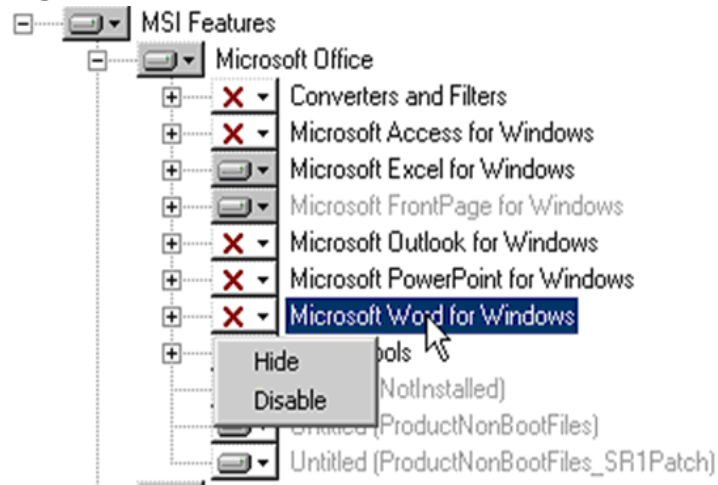 MSI Features
Microsoft Office
Converters and Filters
Microsoft Access for Windows
Microsoft Excel for Windows
Microsoft FrontPage for Windows
Microsoft Outlook for Windows
Microsoft PowerPoint for Windows
Microsoft Word for Windows
ools
Hide
NotInstalled)
Disable
Untitled (ProductNonBootFiles)
Untitled (ProductNonBootFiles_SR1Patch)